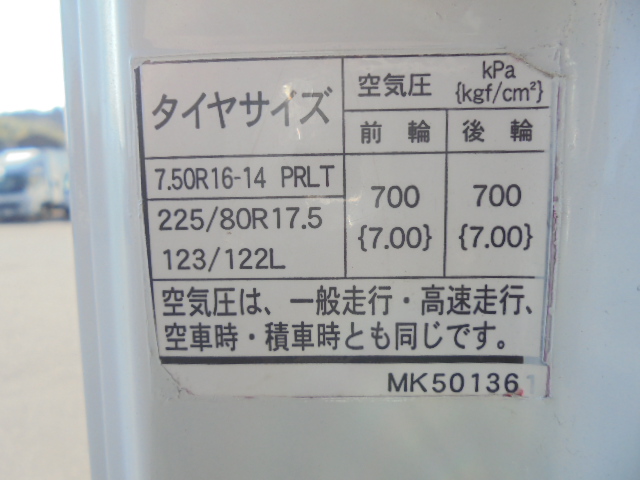 タイヤサイズ 空気圧 kPa
{kgf/cm²}
前輪 後輪
7.50R16-14 PRLT 700 {7.00} 700 {7.00}
225/80R17.5
123/122L
空気圧は、一般走行・高速走行、
空車時・積車時とも同じです。
MK501361